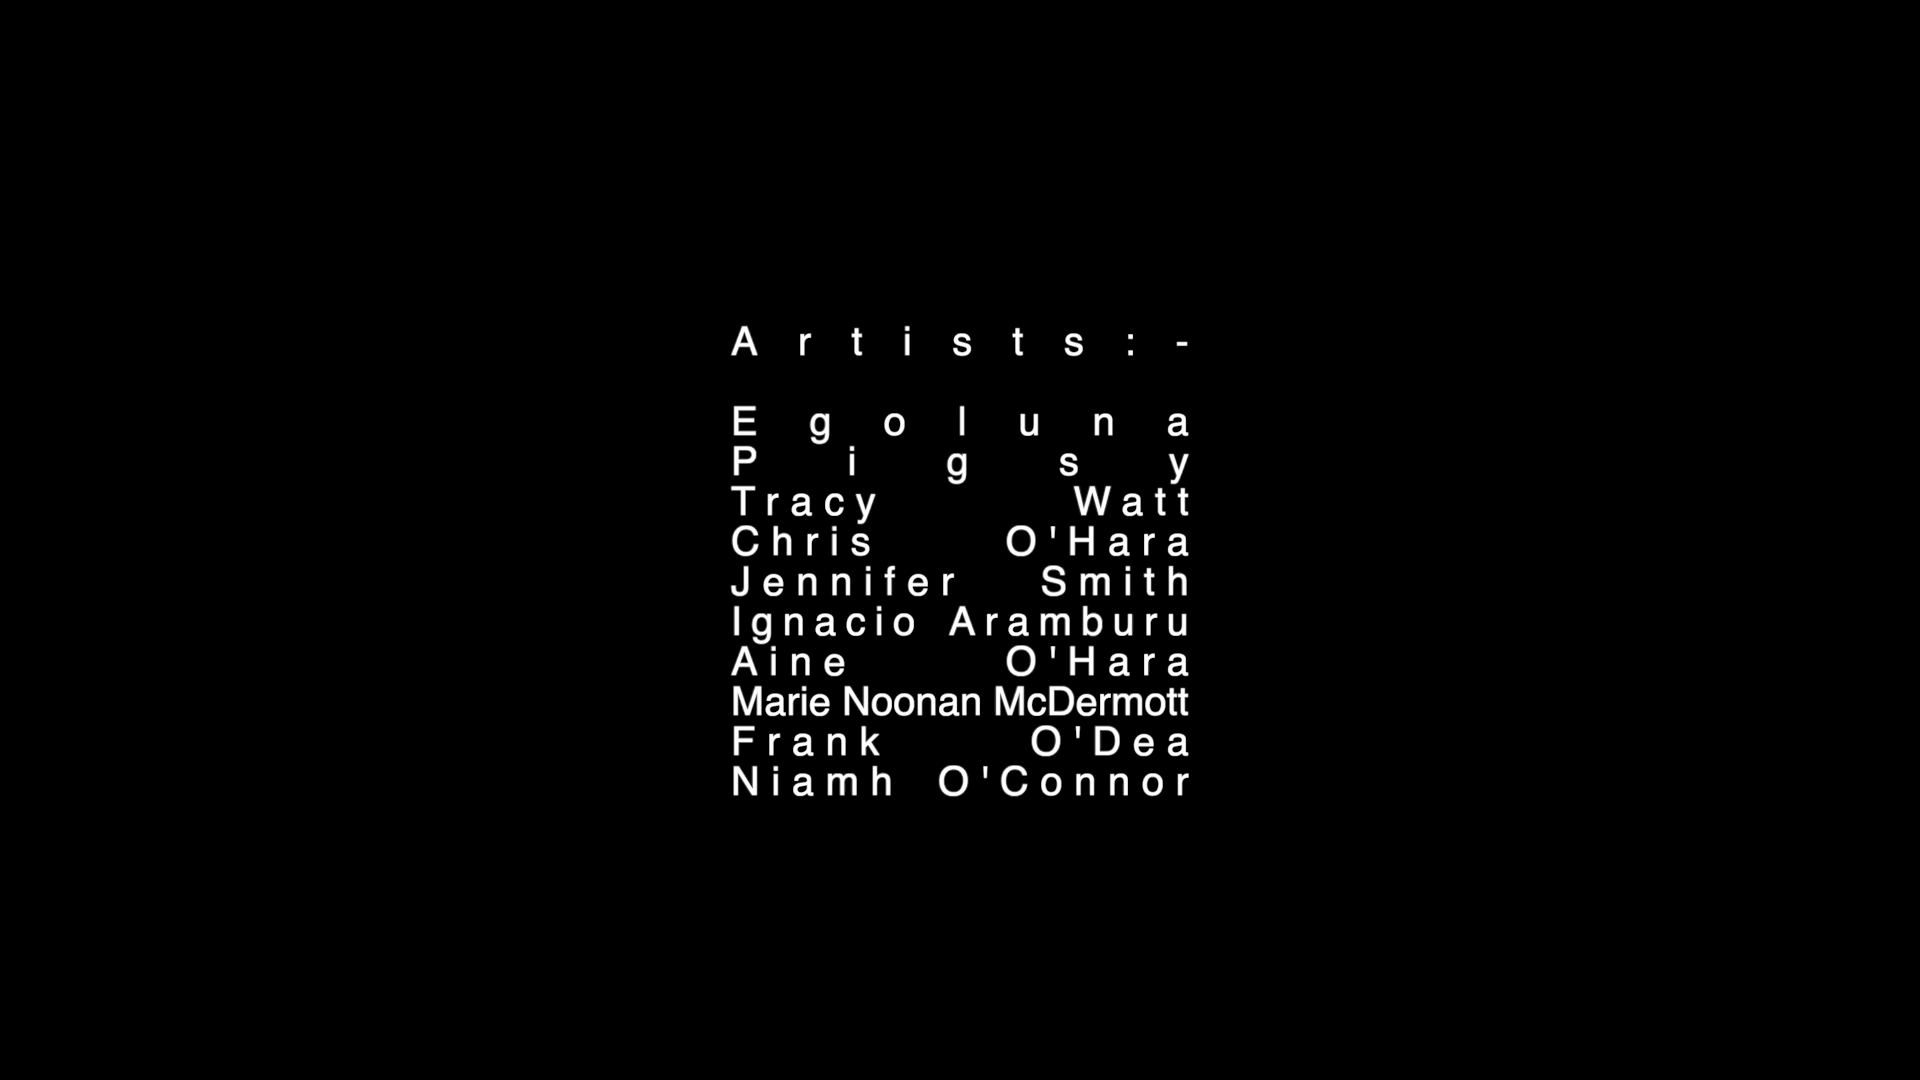 Artists:-
Egoluna
Pigsy
Tracy Watt
Chris O'Hara
Jennifer Smith
Ignacio Aramburu
Aine O'Hara
Marie Noonan McDermott
Frank O'Dea
Niamh O'Connor